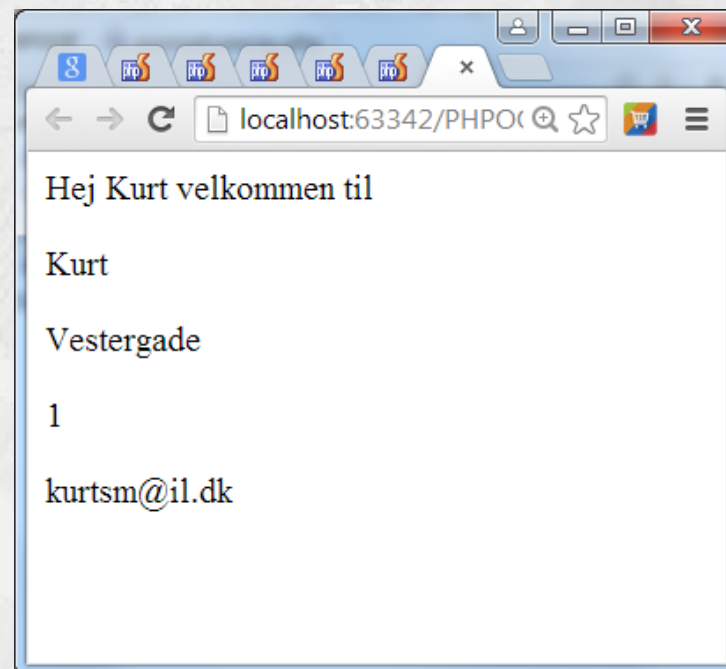 localhost:63342/PHPO
Hej Kurt velkommen til
Kurt
Vestergade
1
kurtsm@il.dk